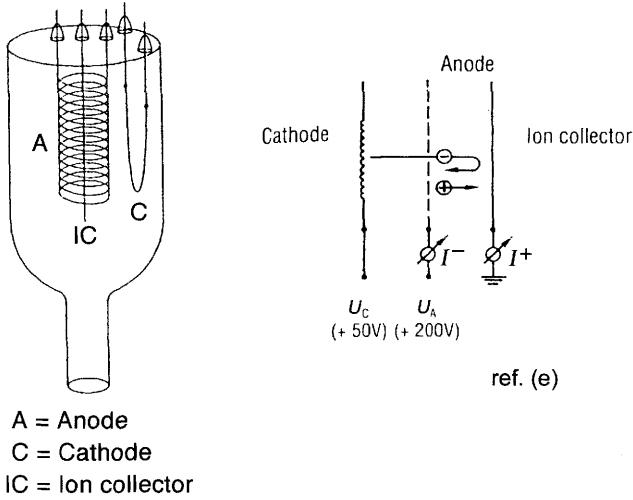 A
C
IC
A = Anode
C = Cathode
IC = Ion collector
Anode
Cathode
Ion collector
−
+
I− I+
U_C U_A
(+ 50V) (+ 200V)
ref. (e)